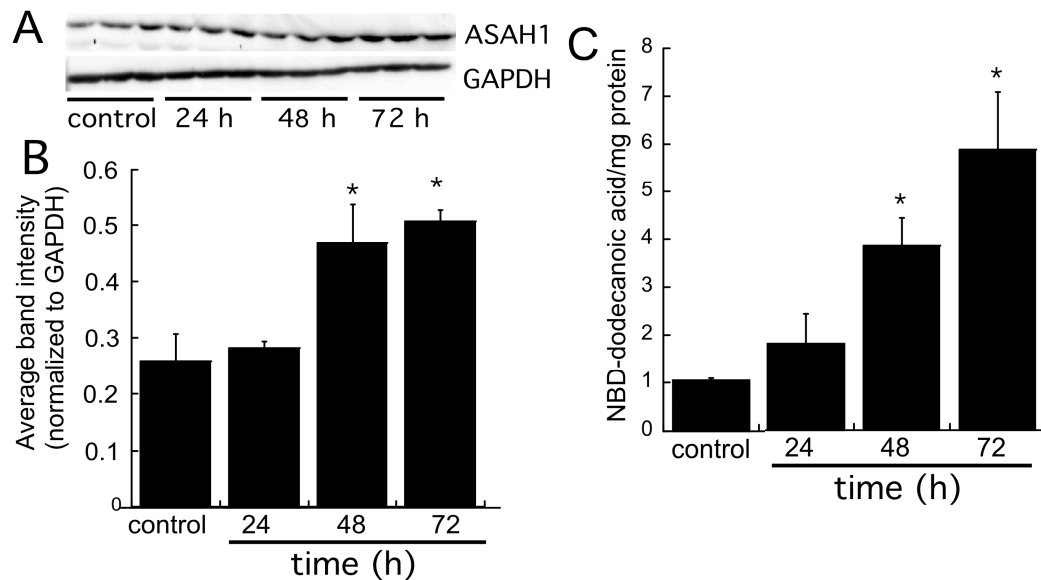 A
ASAH1
GAPDH
control 24 h 48 h 72 h
B
Average band intensity
(normalized to GAPDH)
0.6
0.5
0.4
0.3
0.2
0.1
0
*
*
control 24 48 72
time (h)
C
NBD-dodecanoic acid/mg protein
8
7
6
5
4
3
2
1
0
*
*
control 24 48 72
time (h)